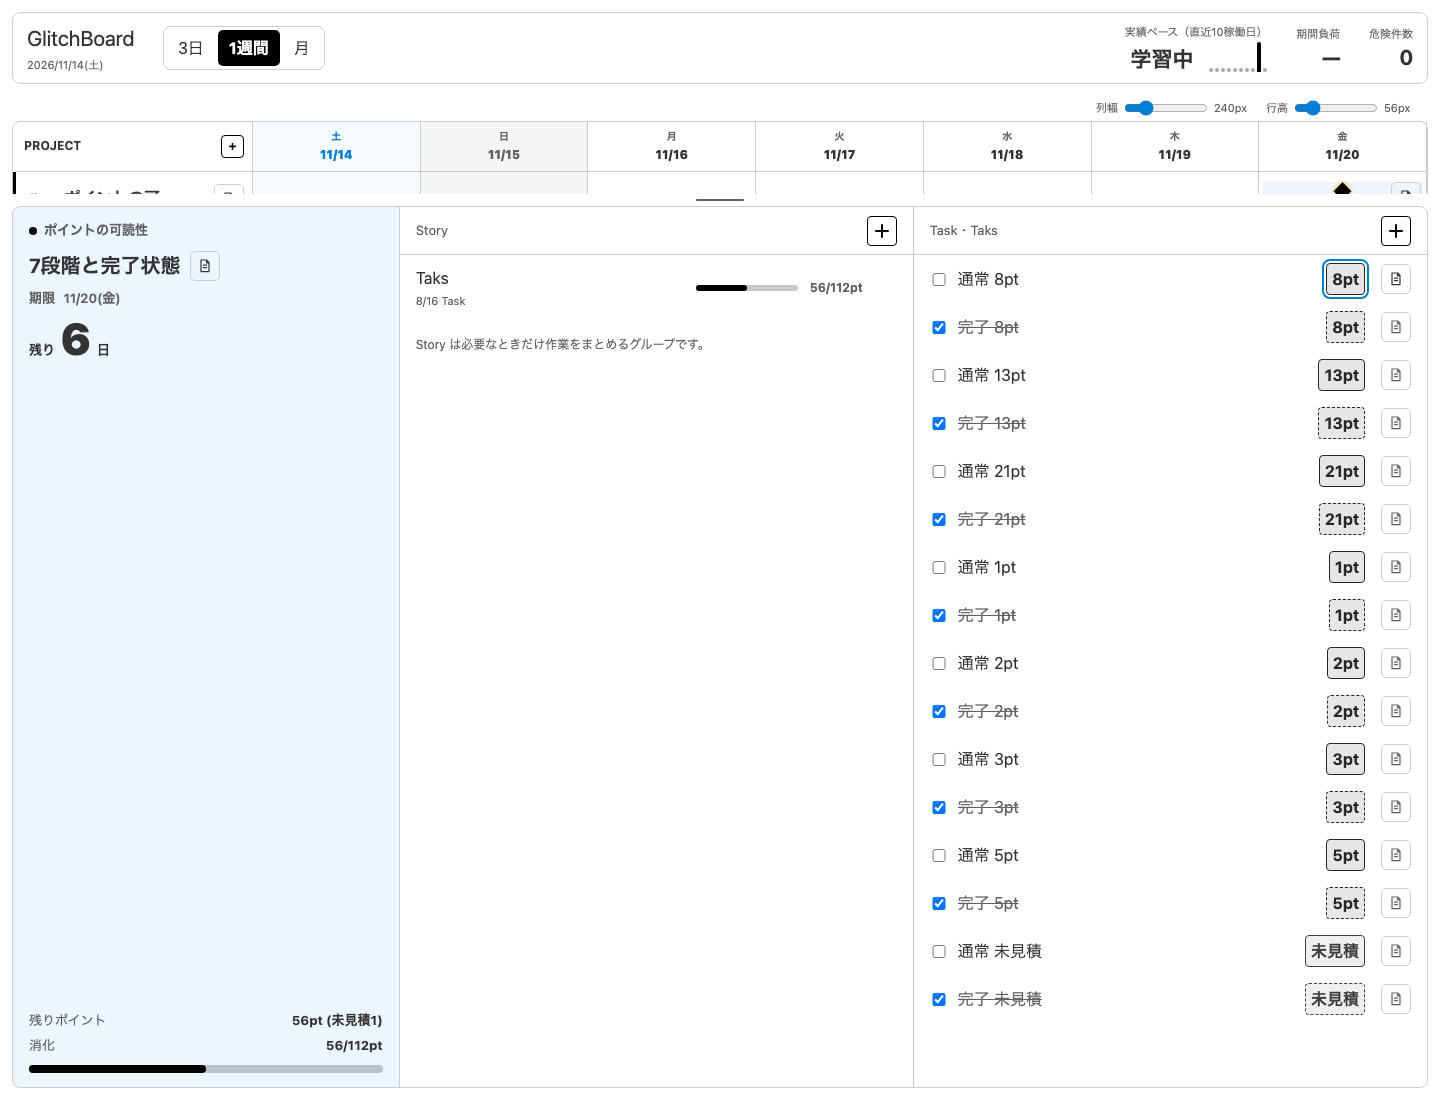 GlitchBoard
2026/11/14(土)
3日
1週間
月
実績ペース（直近10稼働日）
学習中
期間負荷
—
危険件数
0
列幅
240px
行高
56px
PROJECT
+
土
11/14
日
11/15
月
11/16
火
11/17
水
11/18
木
11/19
金
11/20
ポイントの可読性
7段階と完了状態
期限 11/20(金)
残り 6 日
残りポイント
56pt (未見積1)
消化
56/112pt
Story
+
Taks
8/16 Task
56/112pt
Story は必要なときだけ作業をまとめるグループです。
Task・Taks
+
通常 8pt
8pt
完了 8pt
8pt
通常 13pt
13pt
完了 13pt
13pt
通常 21pt
21pt
完了 21pt
21pt
通常 1pt
1pt
完了 1pt
1pt
通常 2pt
2pt
完了 2pt
2pt
通常 3pt
3pt
完了 3pt
3pt
通常 5pt
5pt
完了 5pt
5pt
通常 未見積
未見積
完了 未見積
未見積